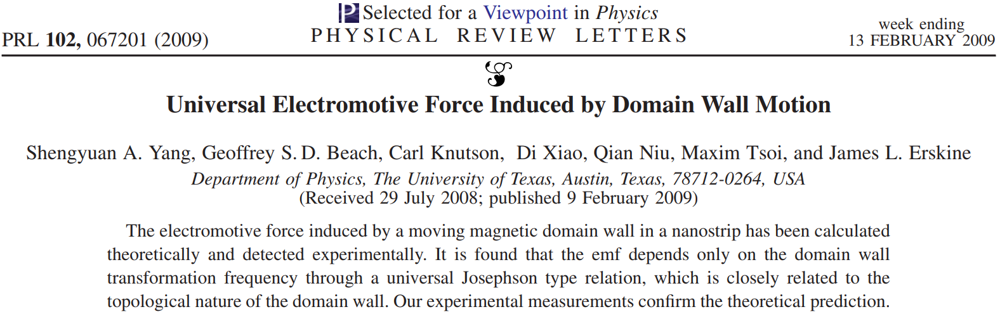 Selected for a Viewpoint in Physics
PHYSICAL REVIEW LETTERS
PRL 102, 067201 (2009)
week ending
13 FEBRUARY 2009
Universal Electromotive Force Induced by Domain Wall Motion
Shengyuan A. Yang, Geoffrey S. D. Beach, Carl Knutson, Di Xiao, Qian Niu, Maxim Tsoi, and James L. Erskine
Department of Physics, The University of Texas, Austin, Texas, 78712-0264, USA
(Received 29 July 2008; published 9 February 2009)
The electromotive force induced by a moving magnetic domain wall in a nanostrip has been calculated
theoretically and detected experimentally. It is found that the emf depends only on the domain wall
transformation frequency through a universal Josephson type relation, which is closely related to the
topological nature of the domain wall. Our experimental measurements confirm the theoretical prediction.